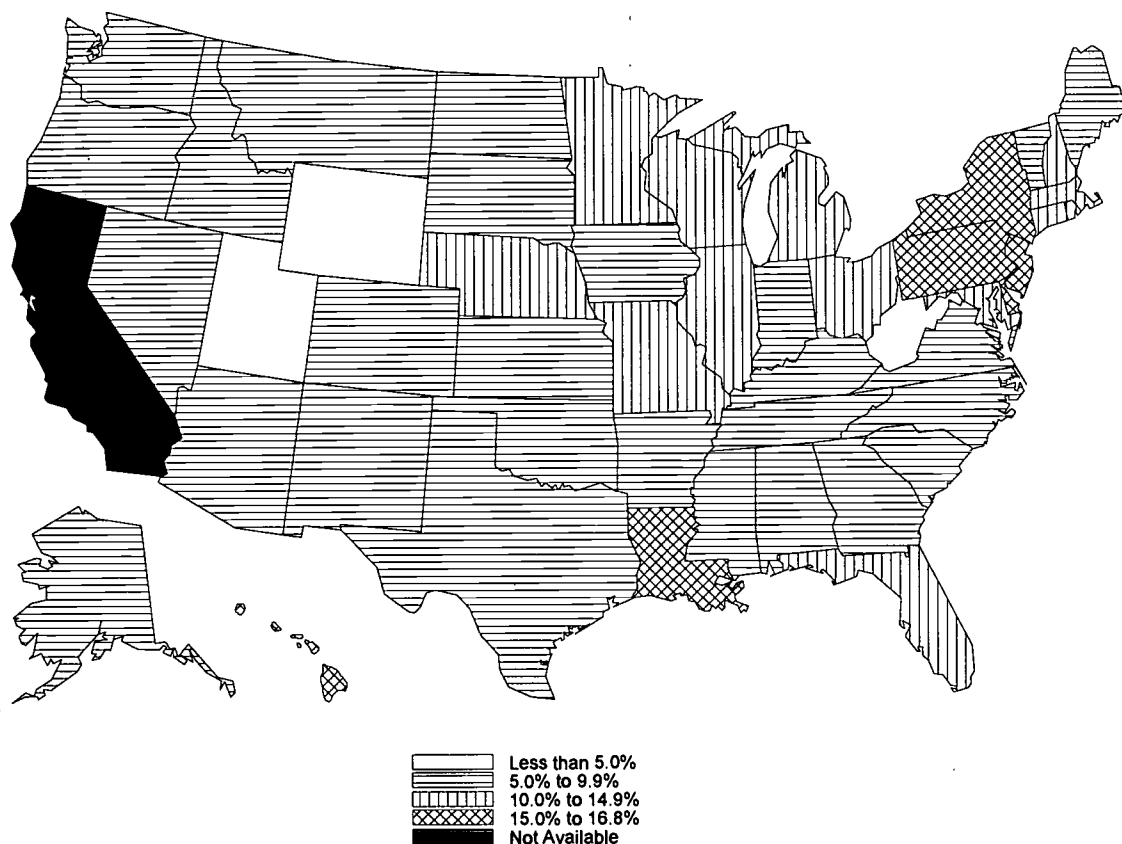 Less than 5.0%
5.0% to 9.9%
10.0% to 14.9%
15.0% to 16.8%
Not Available